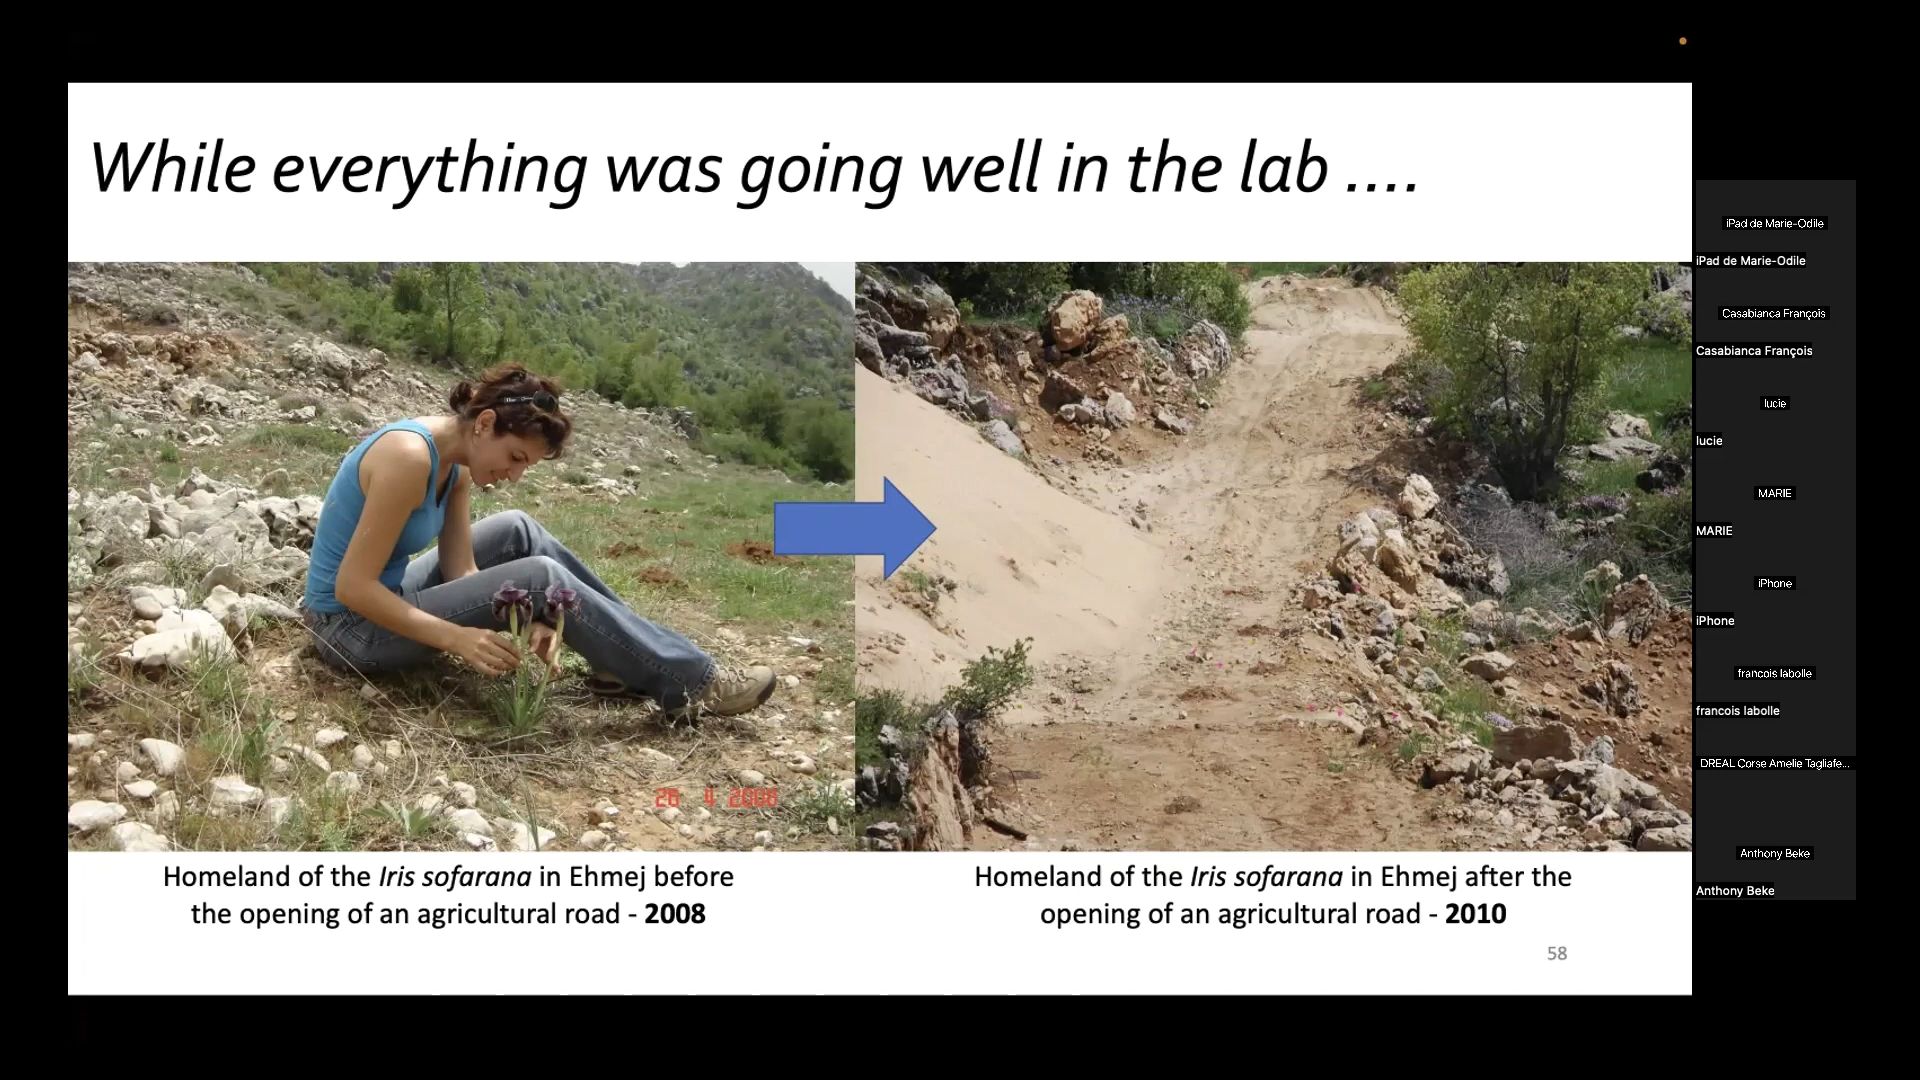 While everything was going well in the lab ....
26 4 2008
Homeland of the Iris sofarana in Ehmej before
the opening of an agricultural road - 2008
Homeland of the Iris sofarana in Ehmej after the
opening of an agricultural road - 2010
58
iPad de Marie-Odile
iPad de Marie-Odile
Casabianca François
Casabianca François
lucie
lucie
MARIE
MARIE
iPhone
iPhone
francois labolle
francois labolle
DREAL Corse Amelie Tagliafe...
Anthony Beke
Anthony Beke